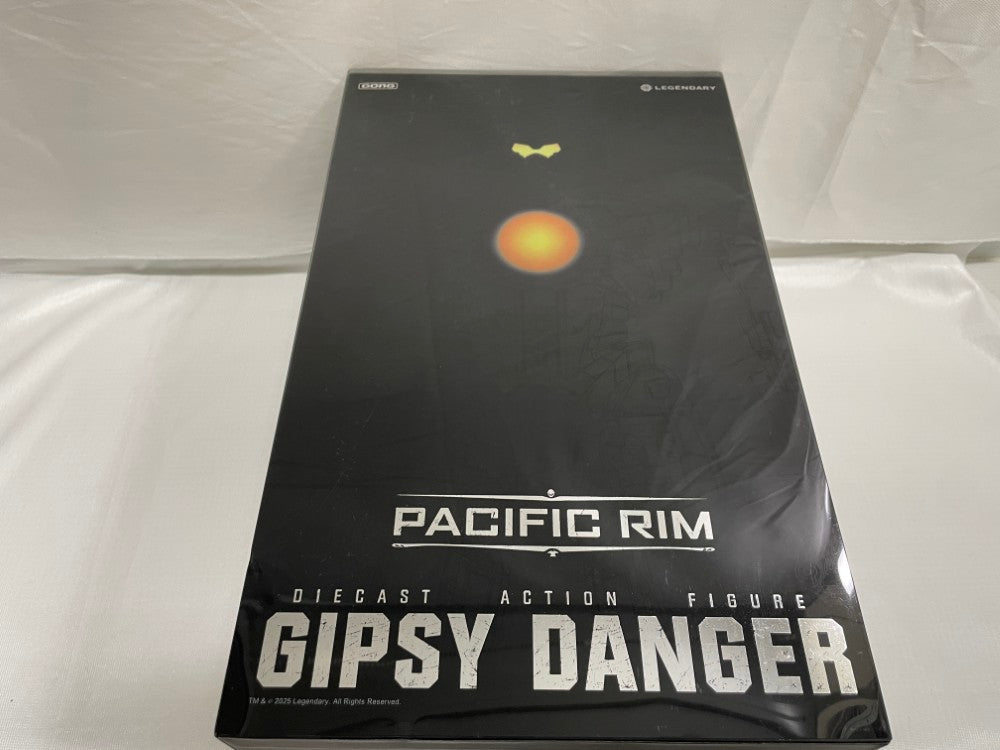 GONG
LEGENDARY
PACIFIC RIM
DIECAST ACTION FIGURE
GIPSY DANGER
TM & © 2025 Legendary. All Rights Reserved.